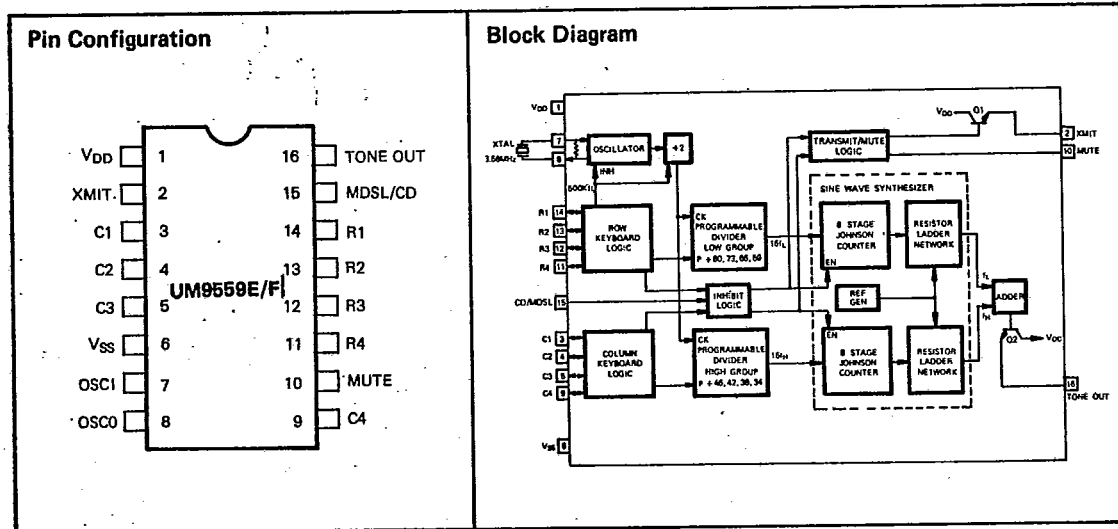 Pin Configuration
VDD 1
XMIT. 2
C1 3
C2 4
C3 5
VSS 6
OSCI 7
OSCO 8
16 TONE OUT
15 MDSL/CD
14 R1
13 R2
12 R3
11 R4
10 MUTE
9 C4
UM9559E/F
Block Diagram
VDD 1
XTAL 7
3.58MHz 8
OSCILLATOR
÷2
INH
R1 14
R2 13
R3 12
R4 11
ROW
KEYBOARD
LOGIC
CK
PROGRAMMABLE
DIVIDER
LOW GROUP
16fL
CD/MDSL 15
INHIBIT
LOGIC
C1 3
C2 4
C3 5
C4 9
COLUMN
KEYBOARD
LOGIC
CK
PROGRAMMABLE
DIVIDER
HIGH GROUP
16fH
VSS 6
TRANSMIT/MUTE
LOGIC
VDD
Q1
2 XMIT
10 MUTE
SINE WAVE SYNTHESIZER
8 STAGE
JOHNSON
COUNTER
EN
RESISTOR
LADDER
NETWORK
REF
GEN
EN
8 STAGE
JOHNSON
COUNTER
RESISTOR
LADDER
NETWORK
fL
fH
ADDER
Q2
16
TONE OUT